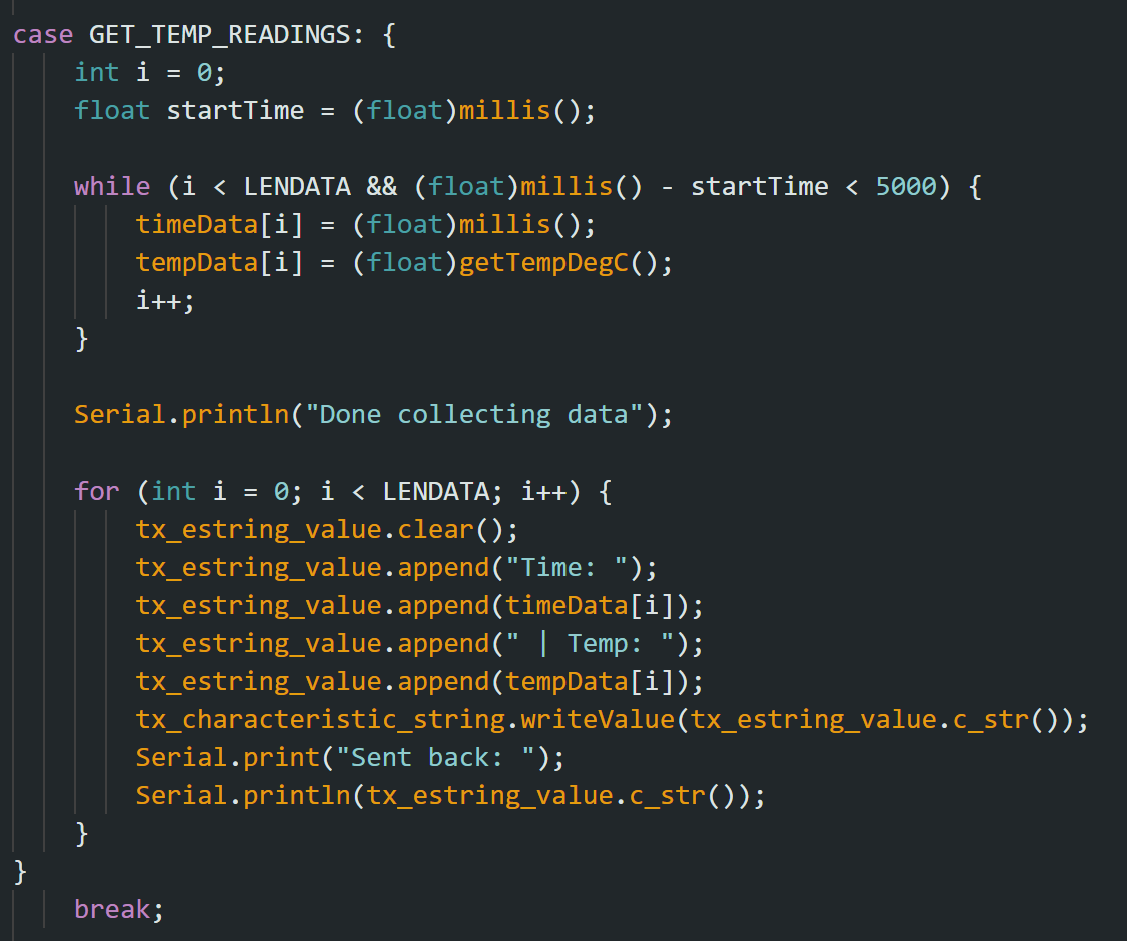 case GET_TEMP_READINGS: {
int i = 0;
float startTime = (float)millis();
while (i < LENDATA && (float)millis() - startTime < 5000) {
timeData[i] = (float)millis();
tempData[i] = (float)getTempDegC();
i++;
}
Serial.println("Done collecting data");
for (int i = 0; i < LENDATA; i++) {
tx_estring_value.clear();
tx_estring_value.append("Time: ");
tx_estring_value.append(timeData[i]);
tx_estring_value.append(" | Temp: ");
tx_estring_value.append(tempData[i]);
tx_characteristic_string.writeValue(tx_estring_value.c_str());
Serial.print("Sent back: ");
Serial.println(tx_estring_value.c_str());
}
}
break;